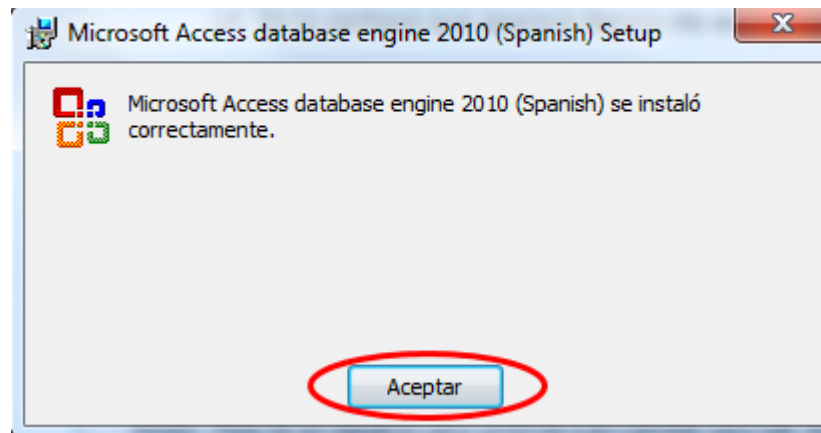 Microsoft Access database engine 2010 (Spanish) Setup
Microsoft Access database engine 2010 (Spanish) se instaló
correctamente.
Aceptar